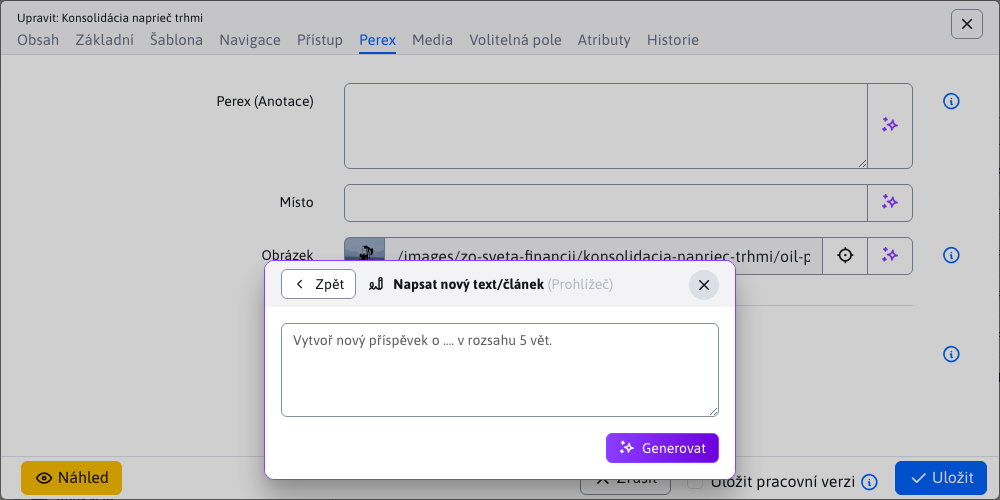 Upravit: Konsolidácia naprieč trhmi
Obsah Základní Šablona Navigace Přístup Perex Media Volitelná pole Atributy Historie
Perex (Anotace)
Místo
Obrázek /images/zo-sveta-financii/konsolidacia-napriec-trhmi/oil-p
Zpět Napsat nový text/článek (Prohlížeč)
Vytvoř nový příspěvek o .... v rozsahu 5 vět.
Generovat
Náhled Zrušit Uložit pracovní verzi Uložit